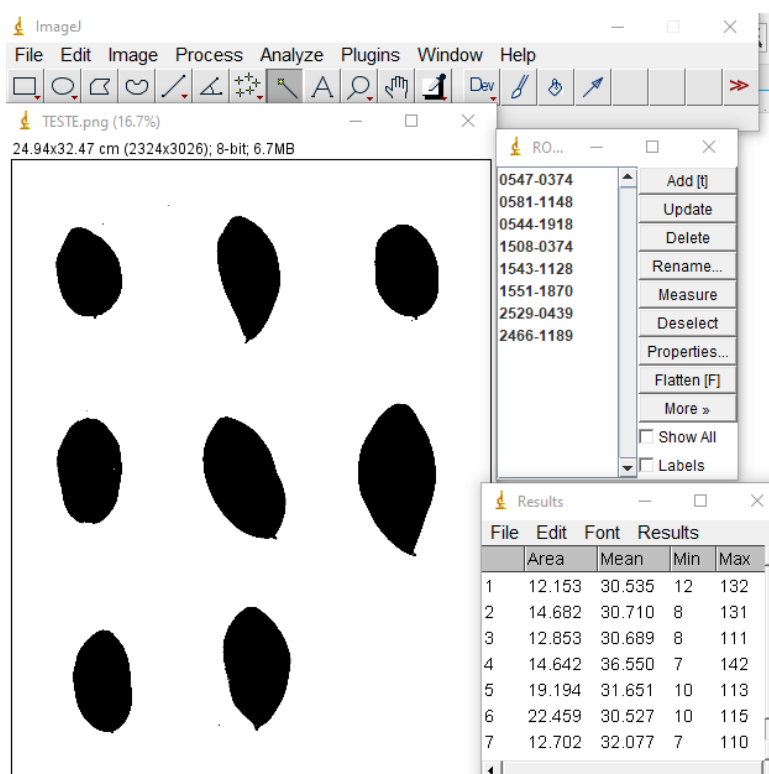 ImageJ
File Edit Image Process Analyze Plugins Window Help
Dev
TESTE.png (16.7%)
24.94x32.47 cm (2324x3026); 8-bit; 6.7MB
RO...
0547-0374
0581-1148
0544-1918
1508-0374
1543-1128
1551-1870
2529-0439
2466-1189
Add [t]
Update
Delete
Rename...
Measure
Deselect
Properties...
Flatten [F]
More »
Show All
Labels
Results
File Edit Font Results
Area Mean Min Max
1 12.153 30.535 12 132
2 14.682 30.710 8 131
3 12.853 30.689 8 111
4 14.642 36.550 7 142
5 19.194 31.651 10 113
6 22.459 30.527 10 115
7 12.702 32.077 7 110